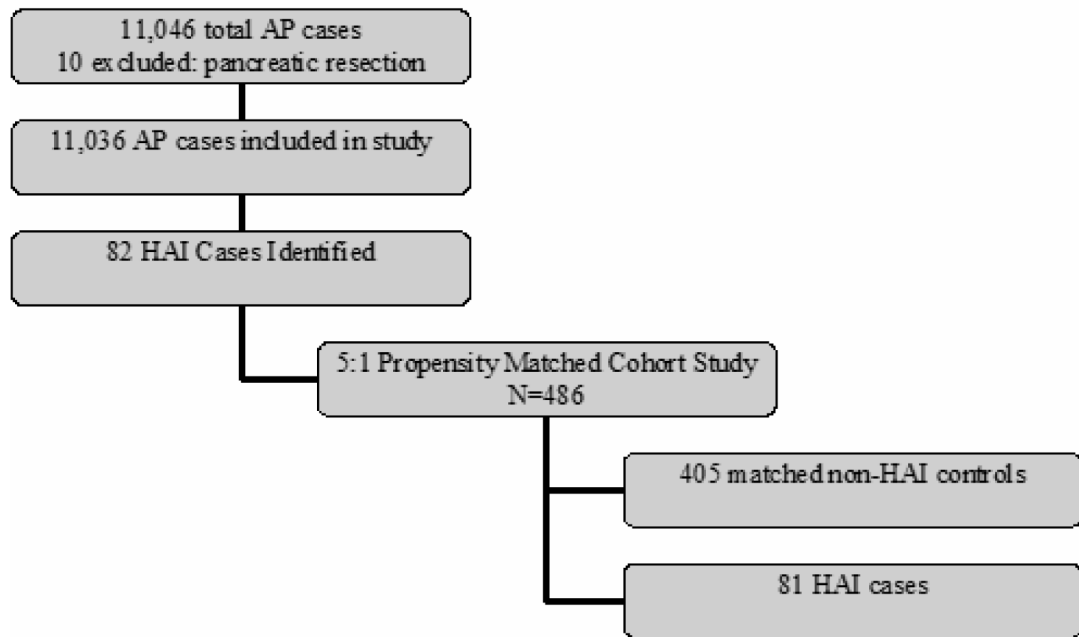 11,046 total AP cases
10 excluded: pancreatic resection
11,036 AP cases included in study
82 HAI Cases Identified
5:1 Propensity Matched Cohort Study
N=486
405 matched non-HAI controls
81 HAI cases